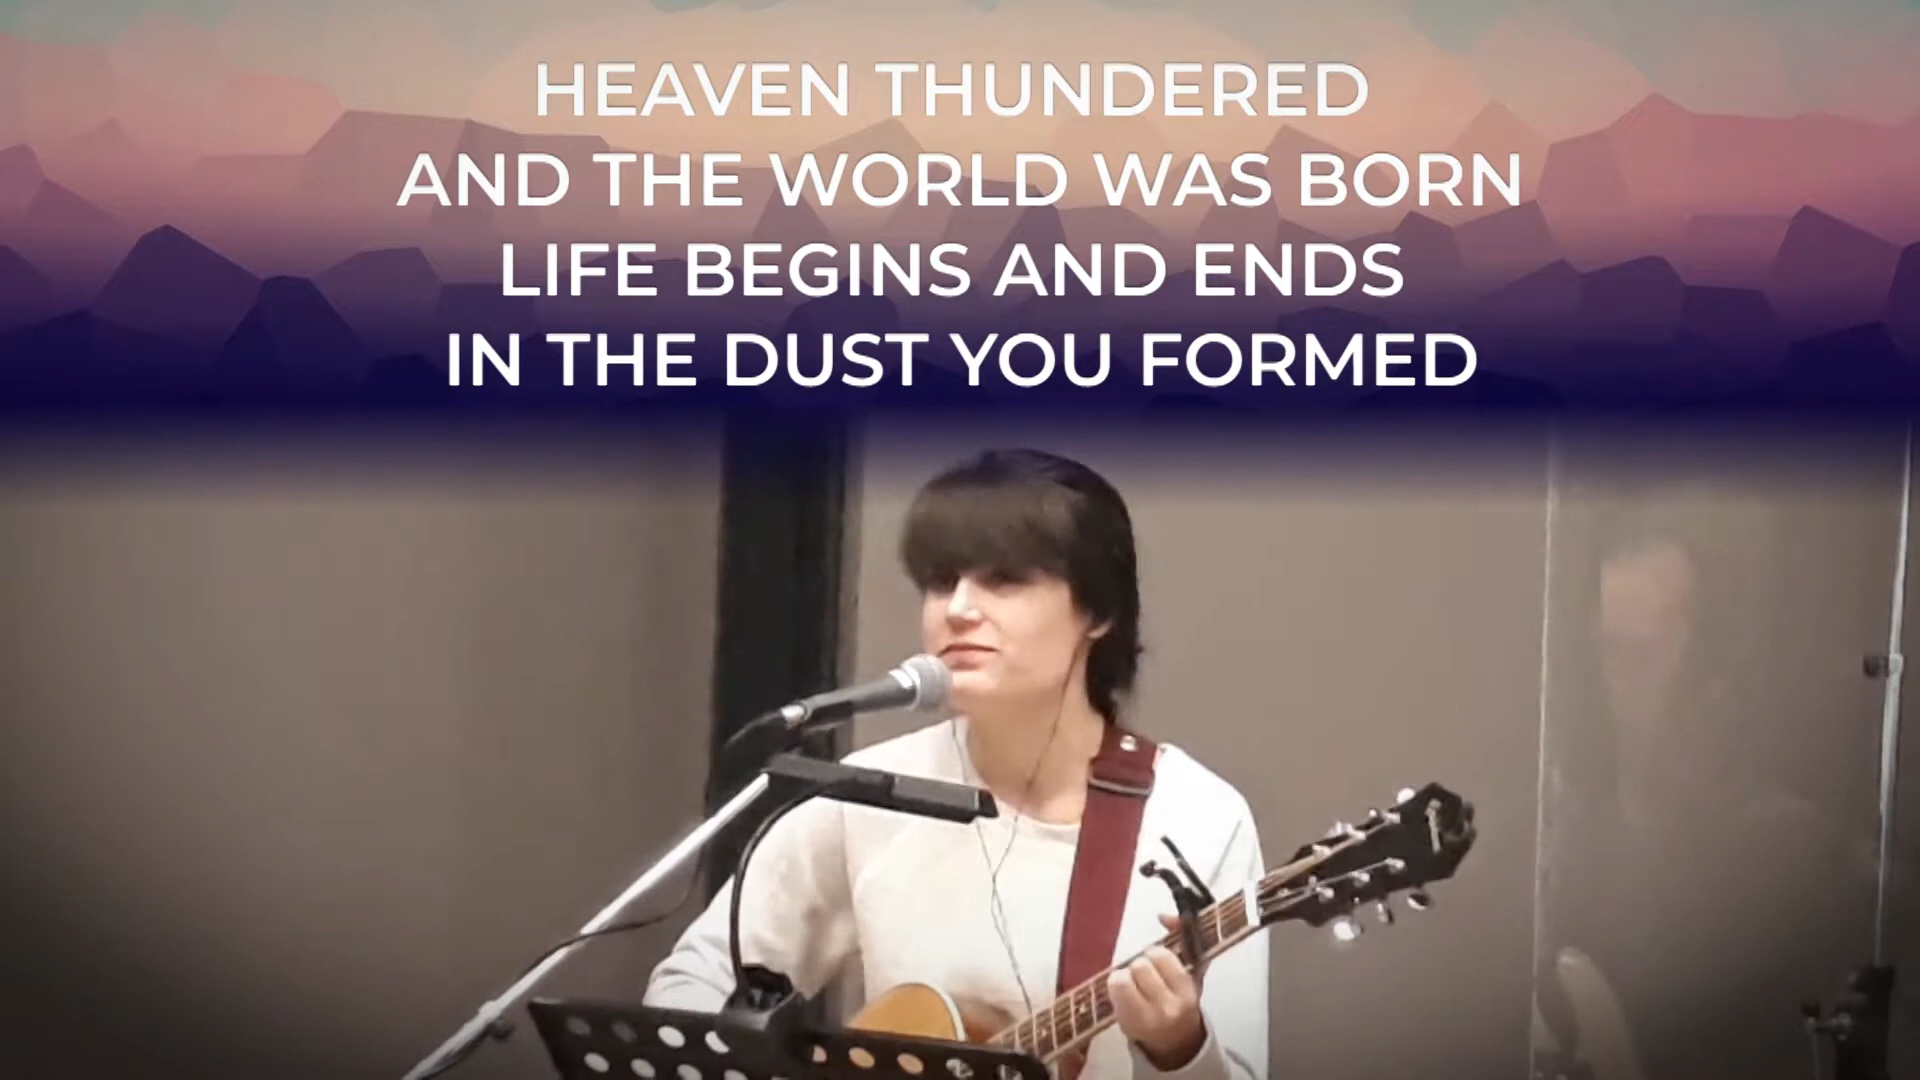 HEAVEN THUNDERED
AND THE WORLD WAS BORN
LIFE BEGINS AND ENDS
IN THE DUST YOU FORMED